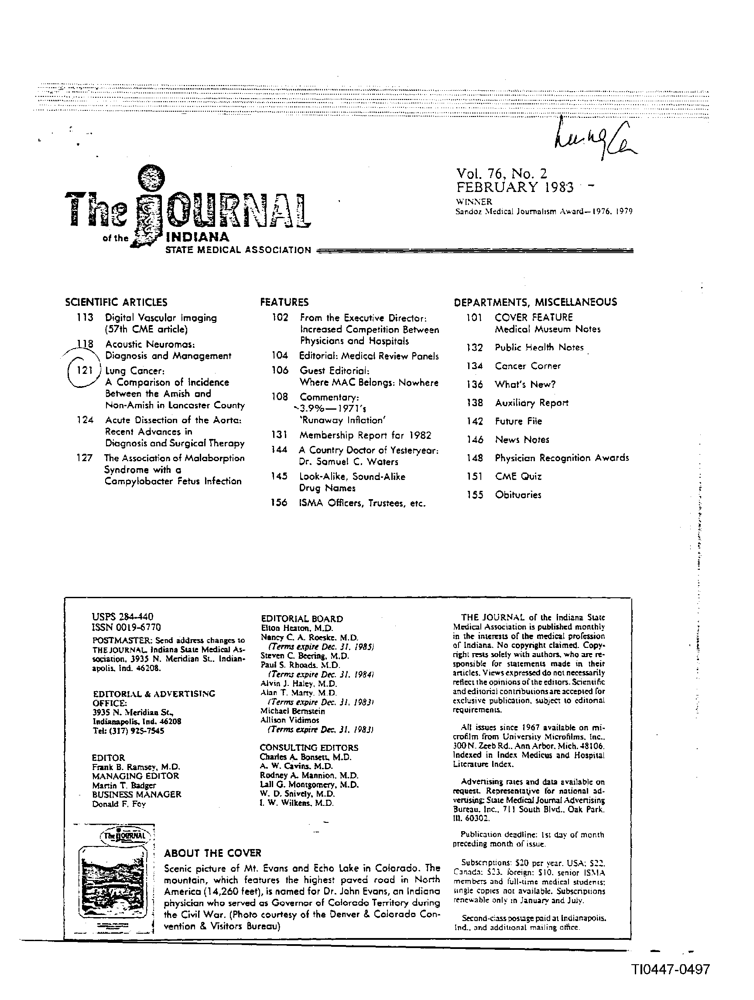 Lung Ca
Vol. 76, No. 2
FEBRUARY 1983
WINNER
Sandoz Medical Journalism Award—1976, 1979
The JOURNAL
of the INDIANA
STATE MEDICAL ASSOCIATION
SCIENTIFIC ARTICLES
113 Digital Vascular Imaging
(57th CME article)
118 Acoustic Neuromas:
Diagnosis and Management
121 Lung Cancer:
A Comparison of Incidence
Between the Amish and
Non-Amish in Lancaster County
124 Acute Dissection of the Aorta:
Recent Advances in
Diagnosis and Surgical Therapy
127 The Association of Malaborption
Syndrome with a
Campylobacter Fetus Infection
FEATURES
102 From the Executive Director:
Increased Competition Between
Physicians and Hospitals
104 Editorial: Medical Review Panels
106 Guest Editorial:
Where MAC Belongs: Nowhere
108 Commentary:
~3.9%—1971's
'Runaway Inflation'
131 Membership Report for 1982
144 A Country Doctor of Yesteryear:
Dr. Samuel C. Waters
145 Look-Alike, Sound-Alike
Drug Names
156 ISMA Officers, Trustees, etc.
DEPARTMENTS, MISCELLANEOUS
101 COVER FEATURE
Medical Museum Notes
132 Public Health Notes
134 Cancer Corner
136 What's New?
138 Auxiliary Report
142 Future File
146 News Notes
148 Physician Recognition Awards
151 CME Quiz
155 Obituaries
USPS 284-440
ISSN 0019-6770
POSTMASTER: Send address changes to
THE JOURNAL, Indiana State Medical As-
sociation, 3935 N. Meridian St., Indian-
apolis, Ind. 46208.
EDITORIAL & ADVERTISING
OFFICE:
3935 N. Meridian St.,
Indianapolis, Ind. 46208
Tel: (317) 925-7545
EDITOR
Frank B. Ramsey, M.D.
MANAGING EDITOR
Martin T. Badger
BUSINESS MANAGER
Donald F. Foy
EDITORIAL BOARD
Elton Heaton, M.D.
Nancy C. A. Roeske, M.D.
(Terms expire Dec. 31, 1985)
Steven C. Beering, M.D.
Paul S. Rhoads, M.D.
(Terms expire Dec. 31, 1984)
Alvin J. Haley, M.D.
Alan T. Marty, M.D.
(Terms expire Dec. 31, 1983)
Michael Bernstein
Allison Vidimos
(Terms expire Dec. 31, 1983)
CONSULTING EDITORS
Charles A. Bonsett, M.D.
A. W. Cavins, M.D.
Rodney A. Mannion, M.D.
Lall G. Montgomery, M.D.
W. D. Snively, M.D.
I. W. Wilkens, M.D.
THE JOURNAL of the Indiana State
Medical Association is published monthly
in the interests of the medical profession
of Indiana. No copyright claimed. Copy-
right rests solely with authors, who are re-
sponsible for statements made in their
articles. Views expressed do not necessarily
reflect the opinions of the editors. Scientific
and editorial contributions are accepted for
exclusive publication, subject to editorial
requirements.
All issues since 1967 available on mi-
crofilm from University Microfilms, Inc.,
300 N. Zeeb Rd., Ann Arbor, Mich. 48106.
Indexed in Index Medicus and Hospital
Literature Index.
Advertising rates and data available on
request. Representative for national ad-
vertising: State Medical Journal Advertising
Bureau, Inc., 711 South Blvd., Oak Park,
Ill. 60302.
Publication deadline: 1st day of month
preceding month of issue.
Subscriptions: $20 per year, USA; $22,
Canada; $23, foreign; $10, senior ISMA
members and full-time medical students;
single copies not available. Subscriptions
renewable only in January and July.
Second-class postage paid at Indianapolis,
Ind., and additional mailing office.
The JOURNAL
ABOUT THE COVER
Scenic picture of Mt. Evans and Echo Lake in Colorado. The
mountain, which features the highest paved road in North
America (14,260 feet), is named for Dr. John Evans, an Indiana
physician who served as Governor of Colorado Territory during
the Civil War. (Photo courtesy of the Denver & Colorado Con-
vention & Visitors Bureau)
TI0447-0497